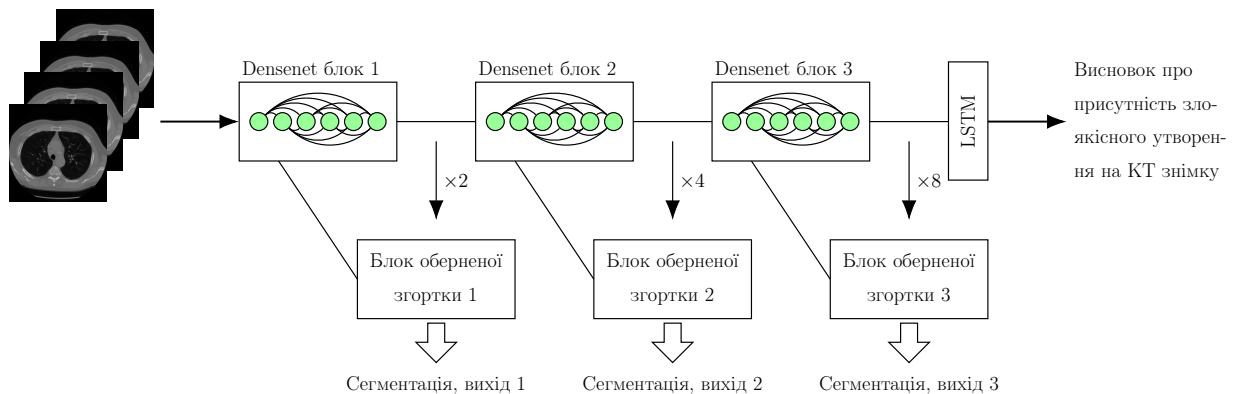 Densenet блок 1
Densenet блок 2
Densenet блок 3
LSTM
Висновок про
присутність зло-
якісного утворен-
ня на КТ знімку
×2
×4
×8
Блок оберненої
згортки 1
Блок оберненої
згортки 2
Блок оберненої
згортки 3
Сегментація, вихід 1
Сегментація, вихід 2
Сегментація, вихід 3